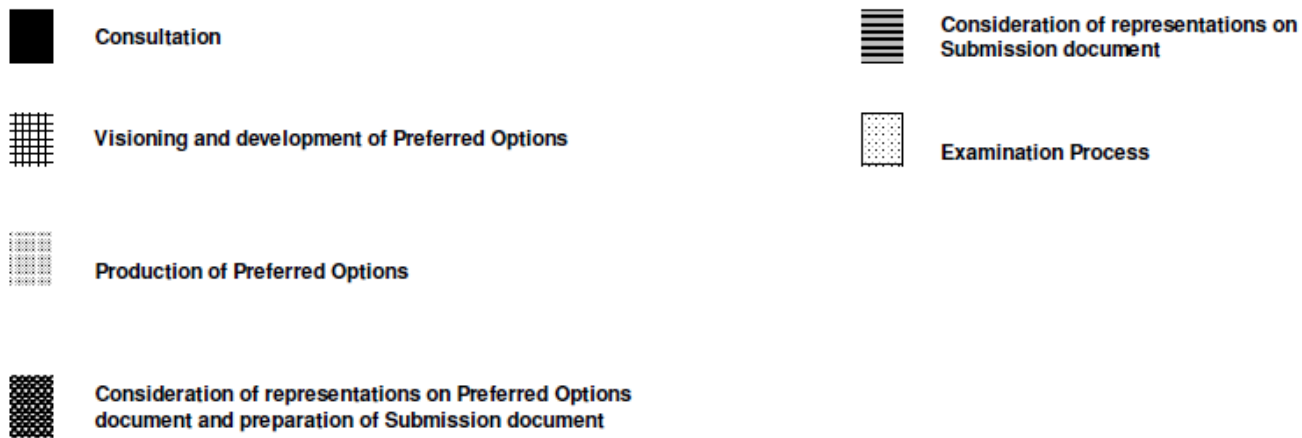 Consultation
Visioning and development of Preferred Options
Production of Preferred Options
Consideration of representations on Preferred Options
document and preparation of Submission document
Consideration of representations on
Submission document
Examination Process